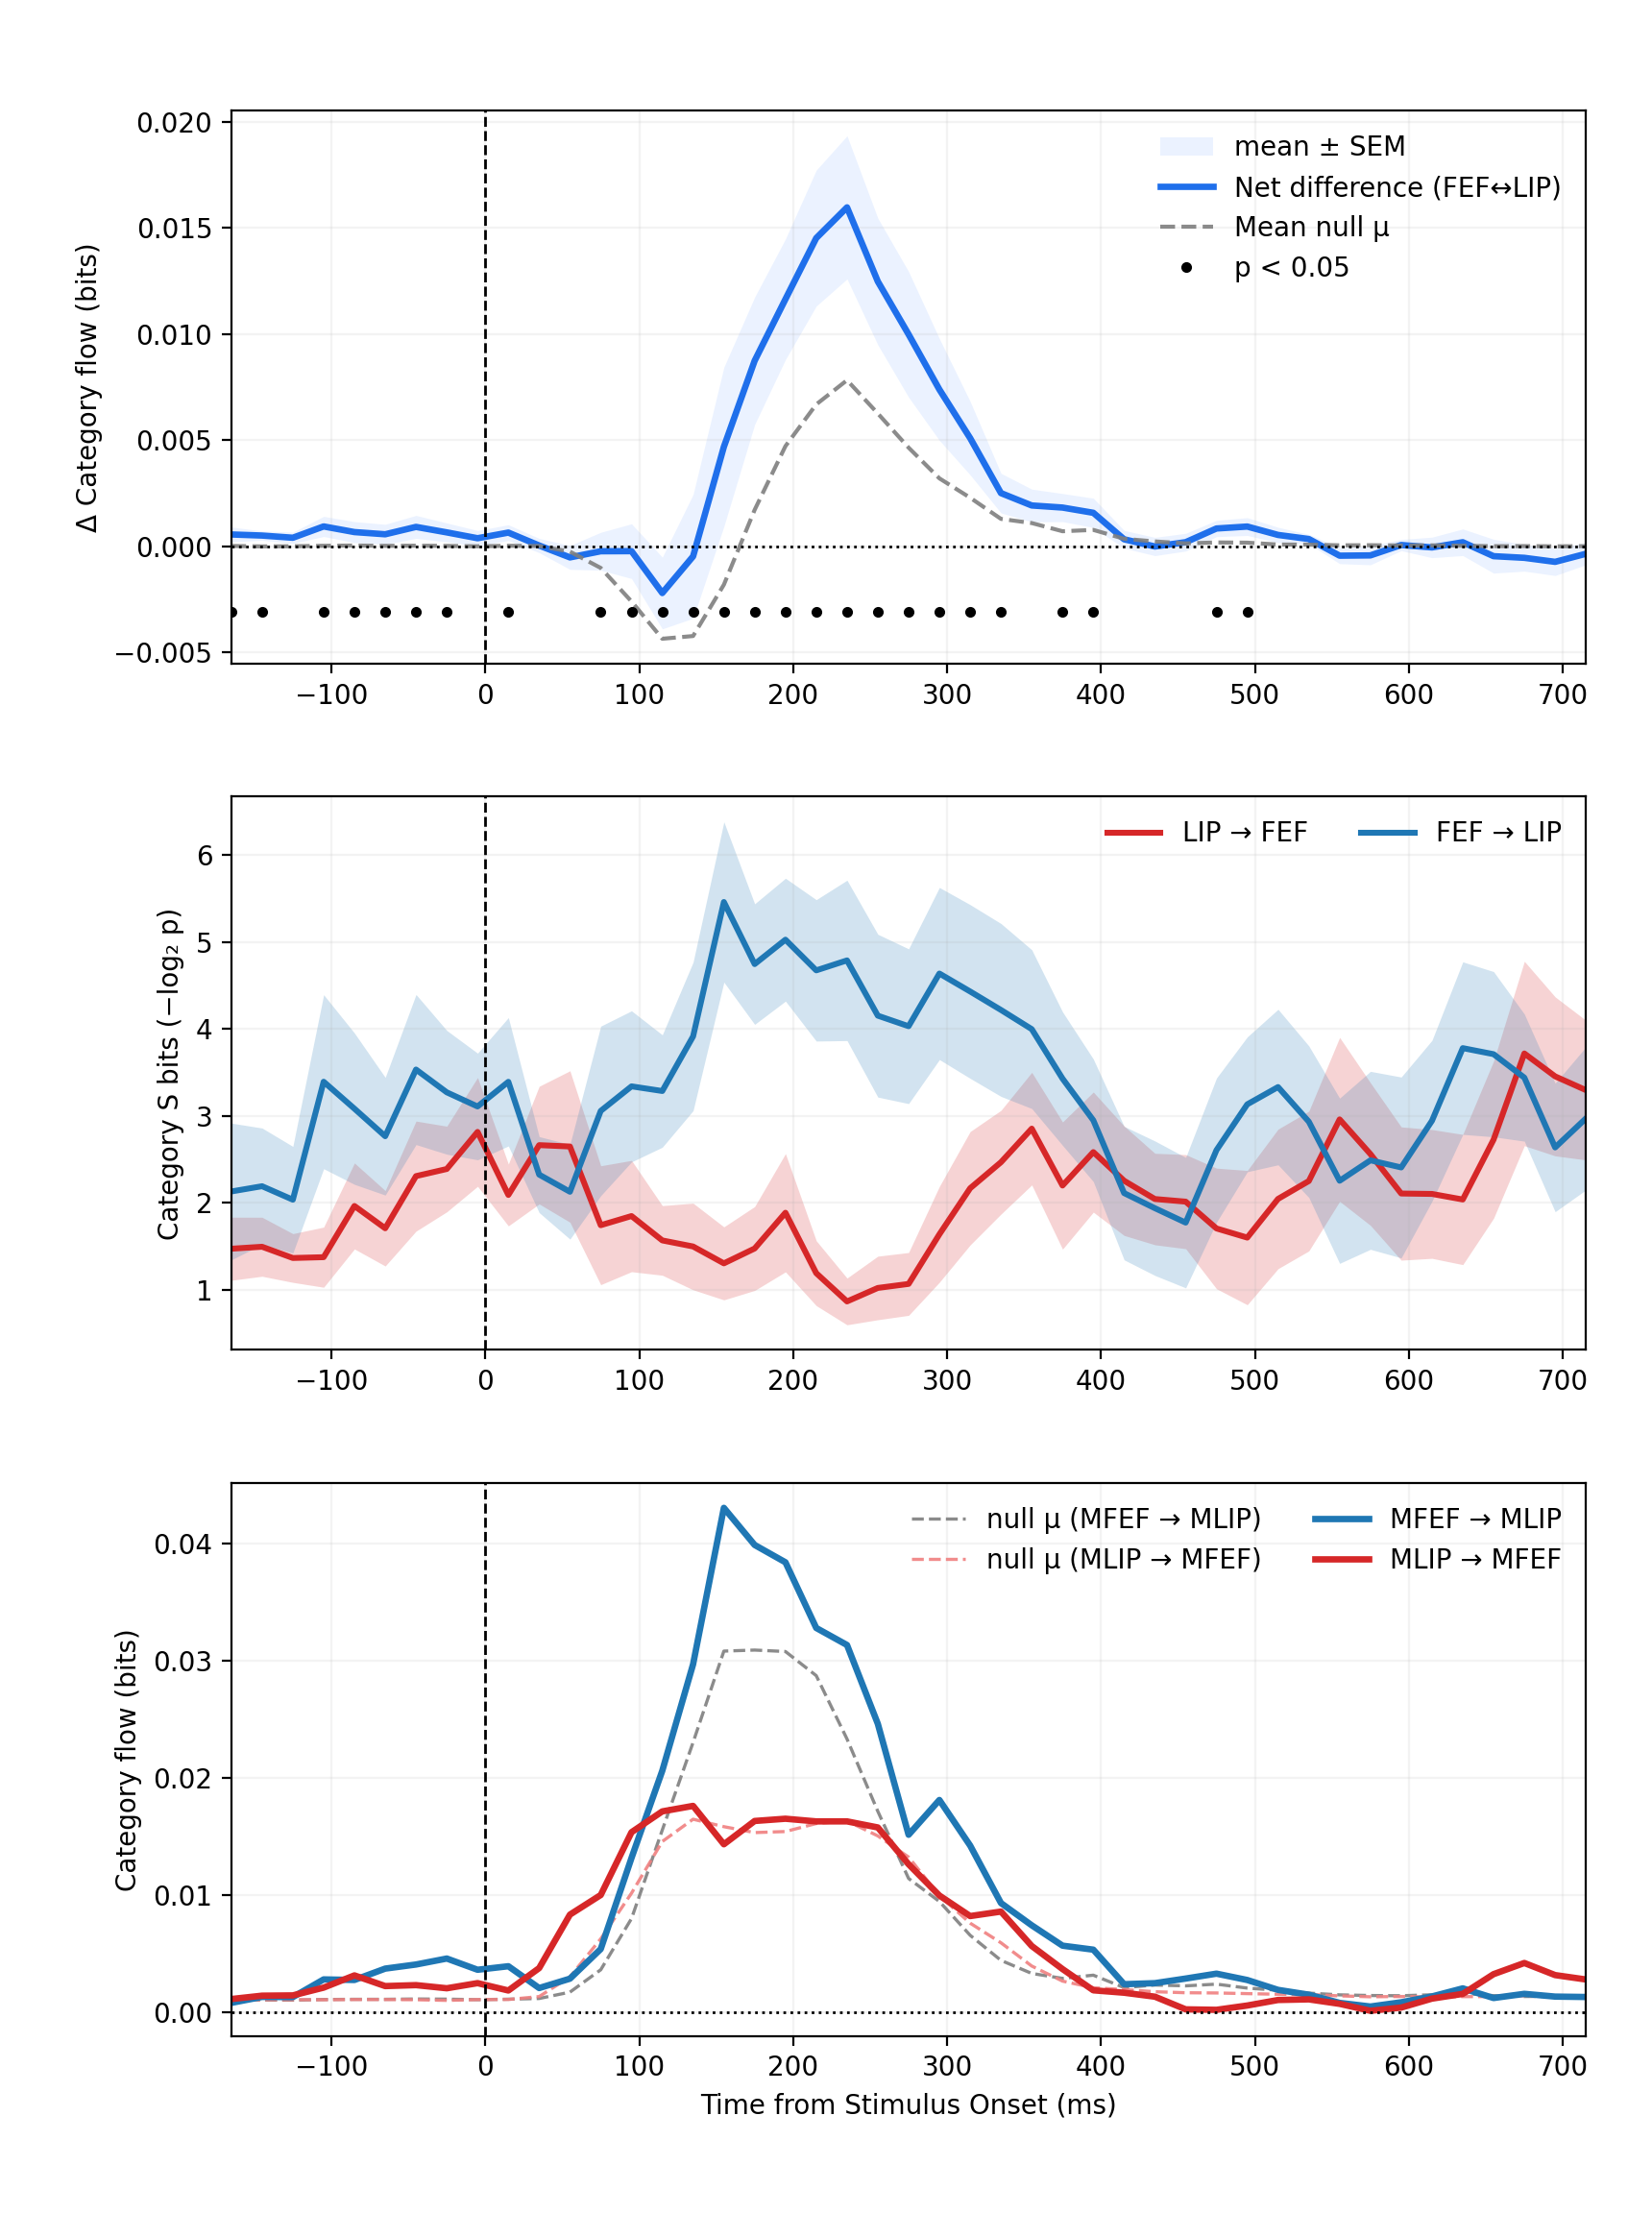 0.020
0.015
0.010
0.005
0.000
−0.005
Δ Category flow (bits)
mean ± SEM
Net difference (FEF↔LIP)
Mean null μ
p < 0.05
−100 0 100 200 300 400 500 600 700
6
5
4
3
2
1
Category S bits (−log₂ p)
LIP → FEF FEF → LIP
−100 0 100 200 300 400 500 600 700
0.04
0.03
0.02
0.01
0.00
Category flow (bits)
null μ (MFEF → MLIP) MFEF → MLIP
null μ (MLIP → MFEF) MLIP → MFEF
−100 0 100 200 300 400 500 600 700
Time from Stimulus Onset (ms)